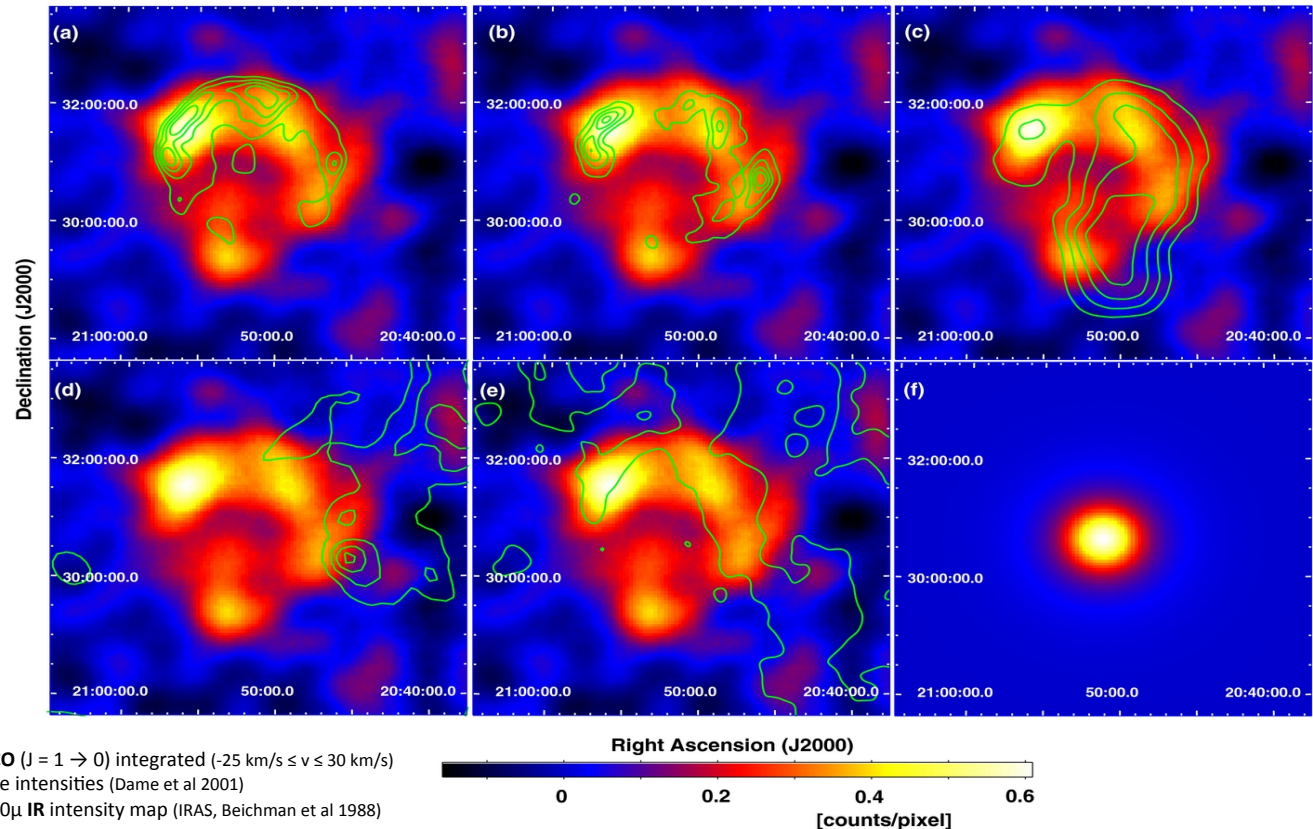 (a)
(b)
(c)
32:00:00.0
32:00:00.0
32:00:00.0
30:00:00.0
30:00:00.0
30:00:00.0
21:00:00.0 50:00.0 20:40:00.0
21:00:00.0 50:00.0 20:40:00.0
21:00:00.0 50:00.0 20:40:00.0
Declination (J2000)
(d)
(e)
(f)
32:00:00.0
32:00:00.0
32:00:00.0
30:00:00.0
30:00:00.0
30:00:00.0
21:00:00.0 50:00.0 20:40:00.0
21:00:00.0 50:00.0 20:40:00.0
21:00:00.0 50:00.0 20:40:00.0
Right Ascension (J2000)
(J = 1 → 0) integrated (-25 km/s ≤ v ≤ 30 km/s)
intensities (Dame et al 2001)
IR intensity map (IRAS, Beichman et al 1988)
0 0.2 0.4 0.6
[counts/pixel]